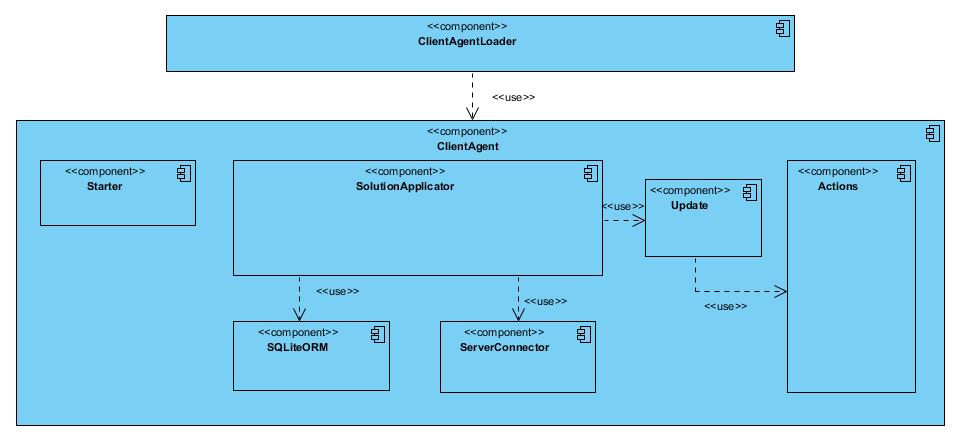 <<component>>
ClientAgentLoader
<<use>>
<<component>>
ClientAgent
<<component>>
Starter
<<component>>
SolutionApplicator
<<use>>
<<component>>
Update
<<component>>
Actions
<<use>>
<<use>>
<<use>>
<<component>>
SQLiteORM
<<component>>
ServerConnector